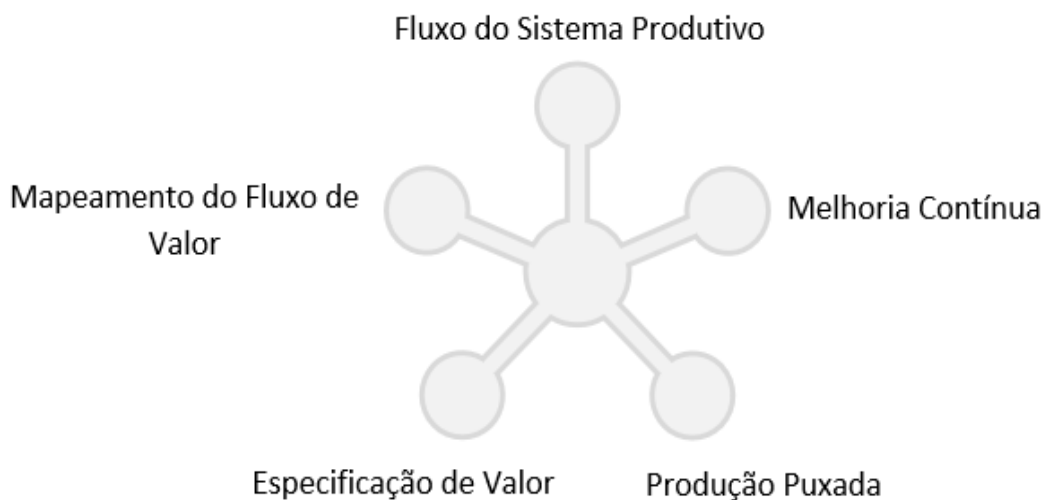 Fluxo do Sistema Produtivo
Mapeamento do Fluxo de
Valor
Melhoria Contínua
Especificação de Valor
Produção Puxada